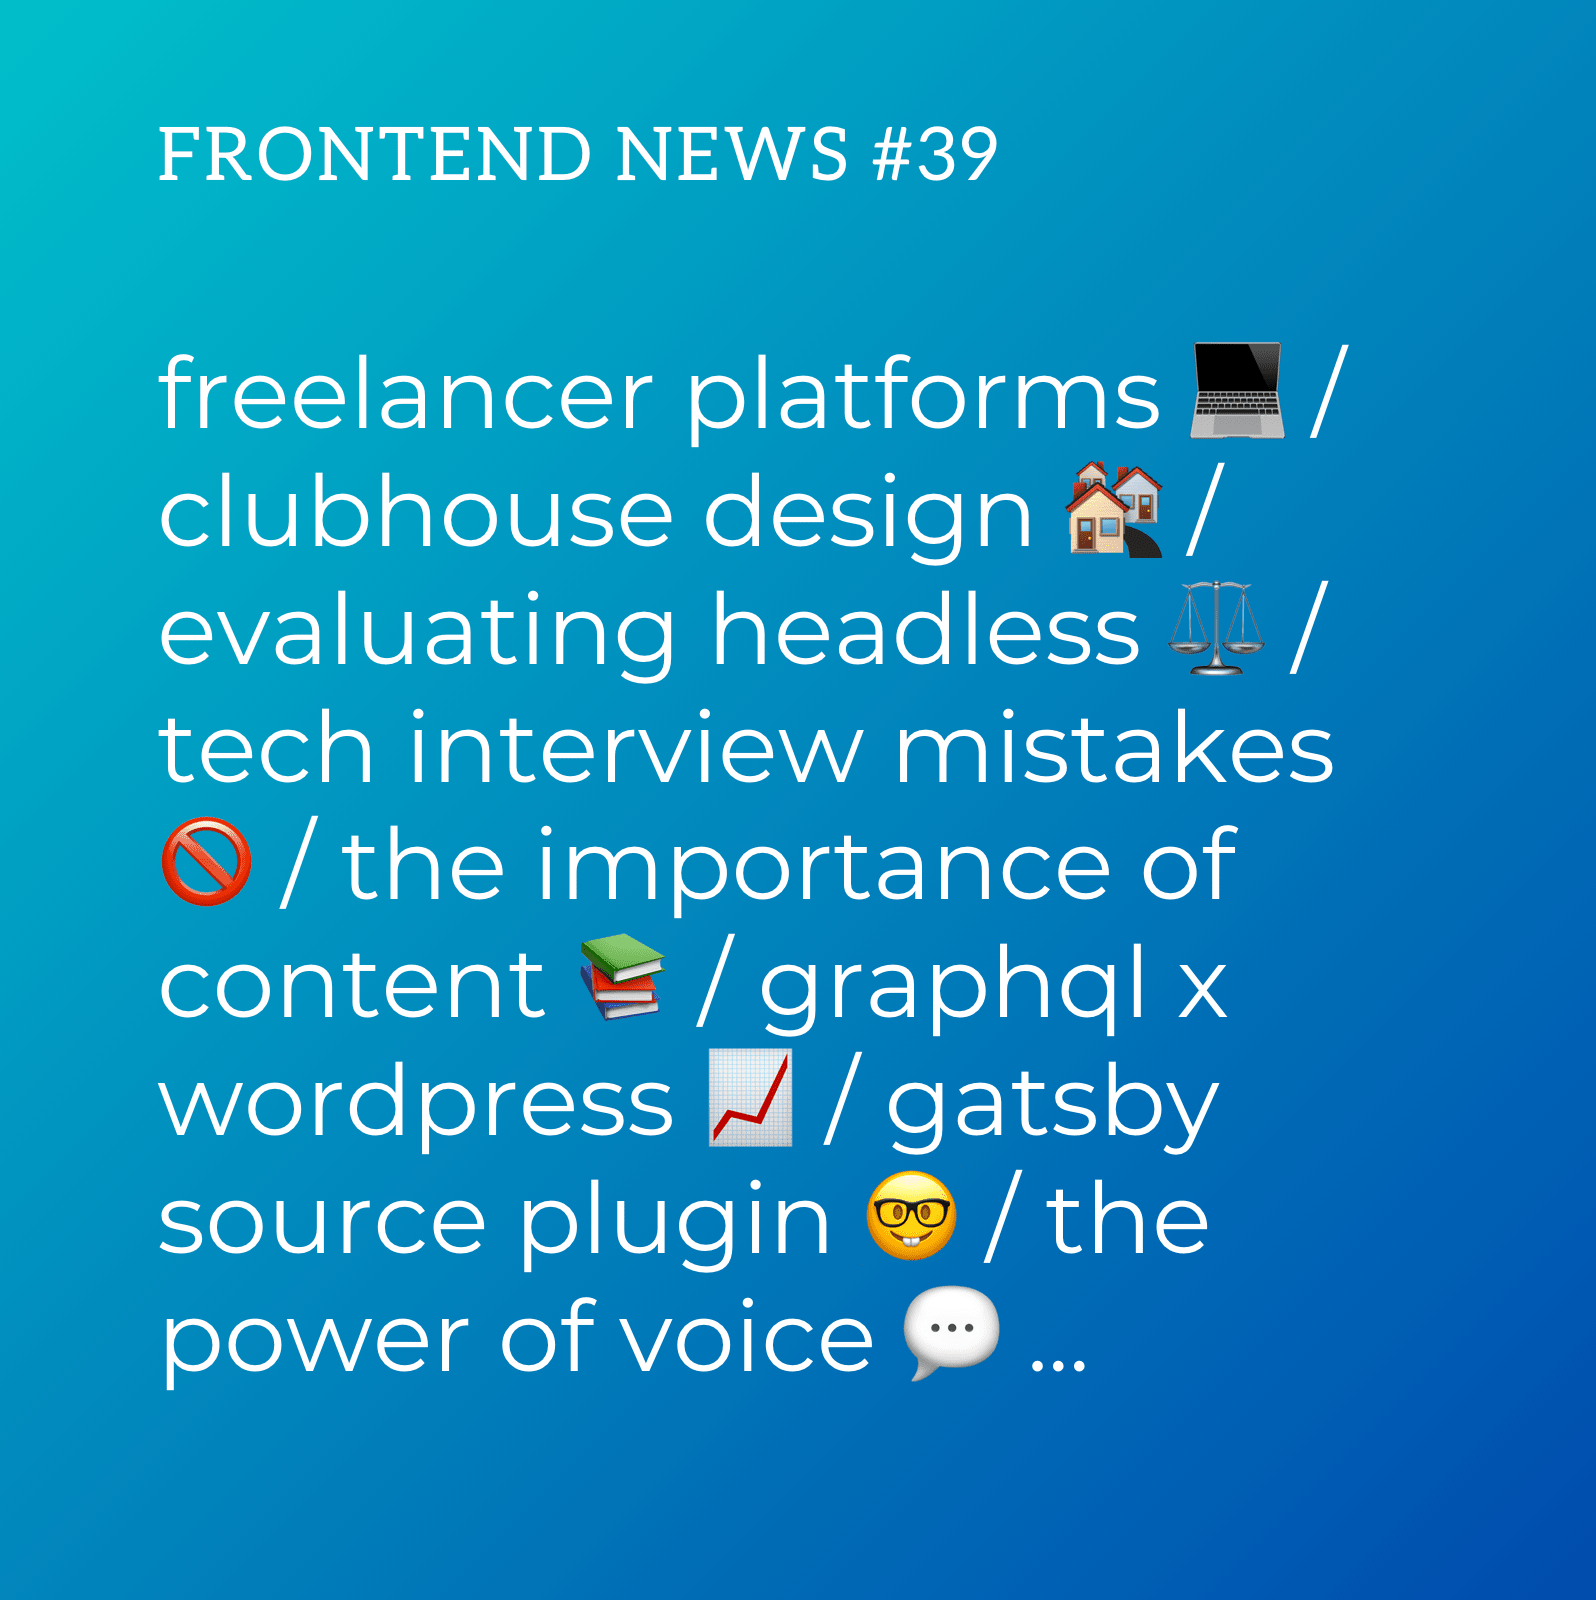 FRONTEND NEWS #39
freelancer platforms 💻 /
clubhouse design 🏘️ /
evaluating headless ⚖️ /
tech interview mistakes
🚫 / the importance of
content 📚 / graphql x
wordpress 📈 / gatsby
source plugin 🤓 / the
power of voice 💬 ...